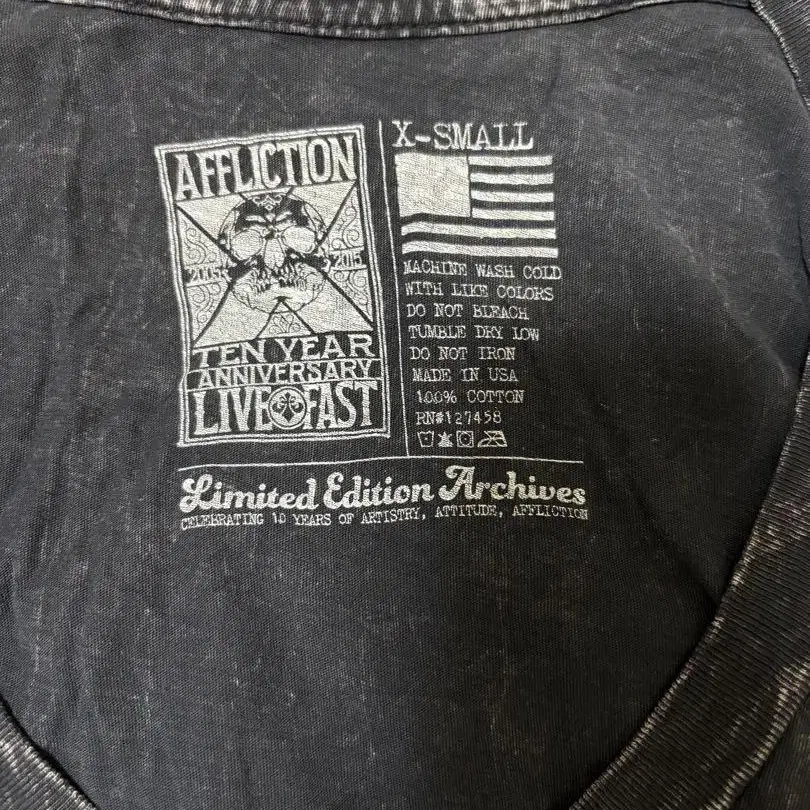 AFFLICTION
2005 2015
TEN YEAR
ANNIVERSARY
LIVE FAST
X-SMALL
MACHINE WASH COLD
WITH LIKE COLORS
DO NOT BLEACH
TUMBLE DRY LOW
DO NOT IRON
MADE IN USA
100% COTTON
RN#127458
Limited Edition Archives
CELEBRATING 10 YEARS OF ARTISTRY, ATTITUDE, AFFLICTION